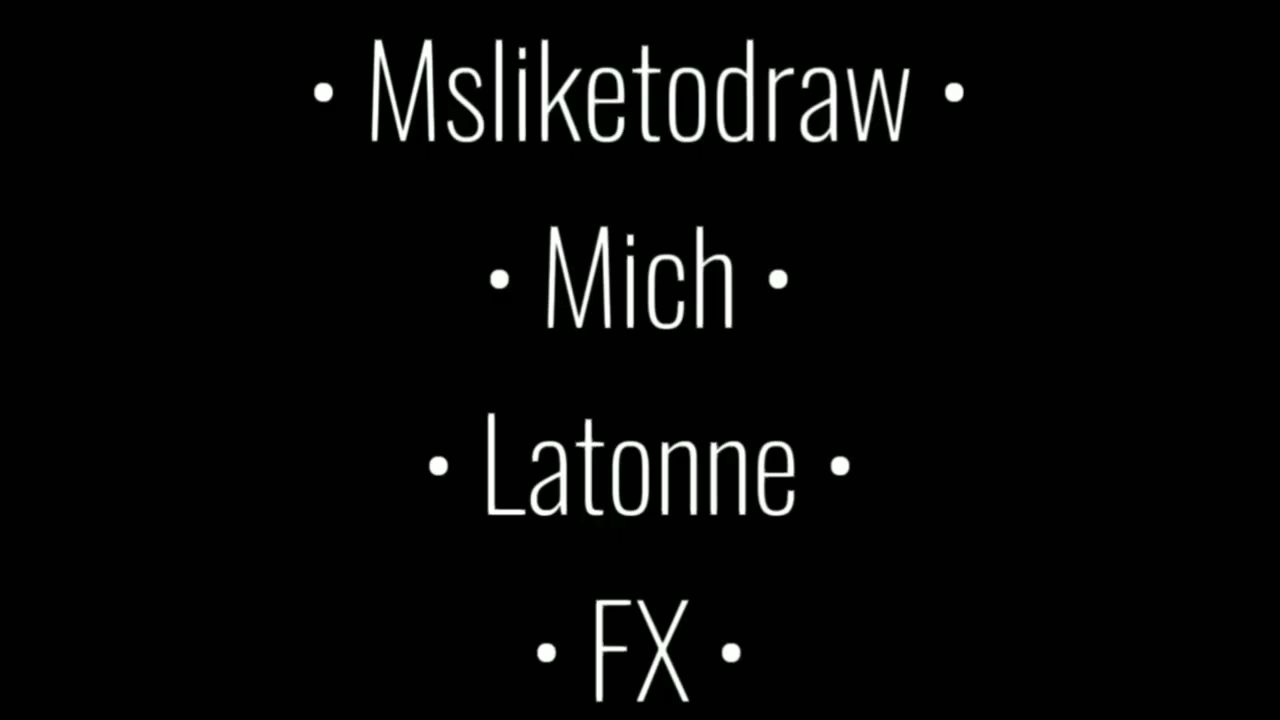 • Msliketodraw •
• Mich •
• Latonne •
• FX •